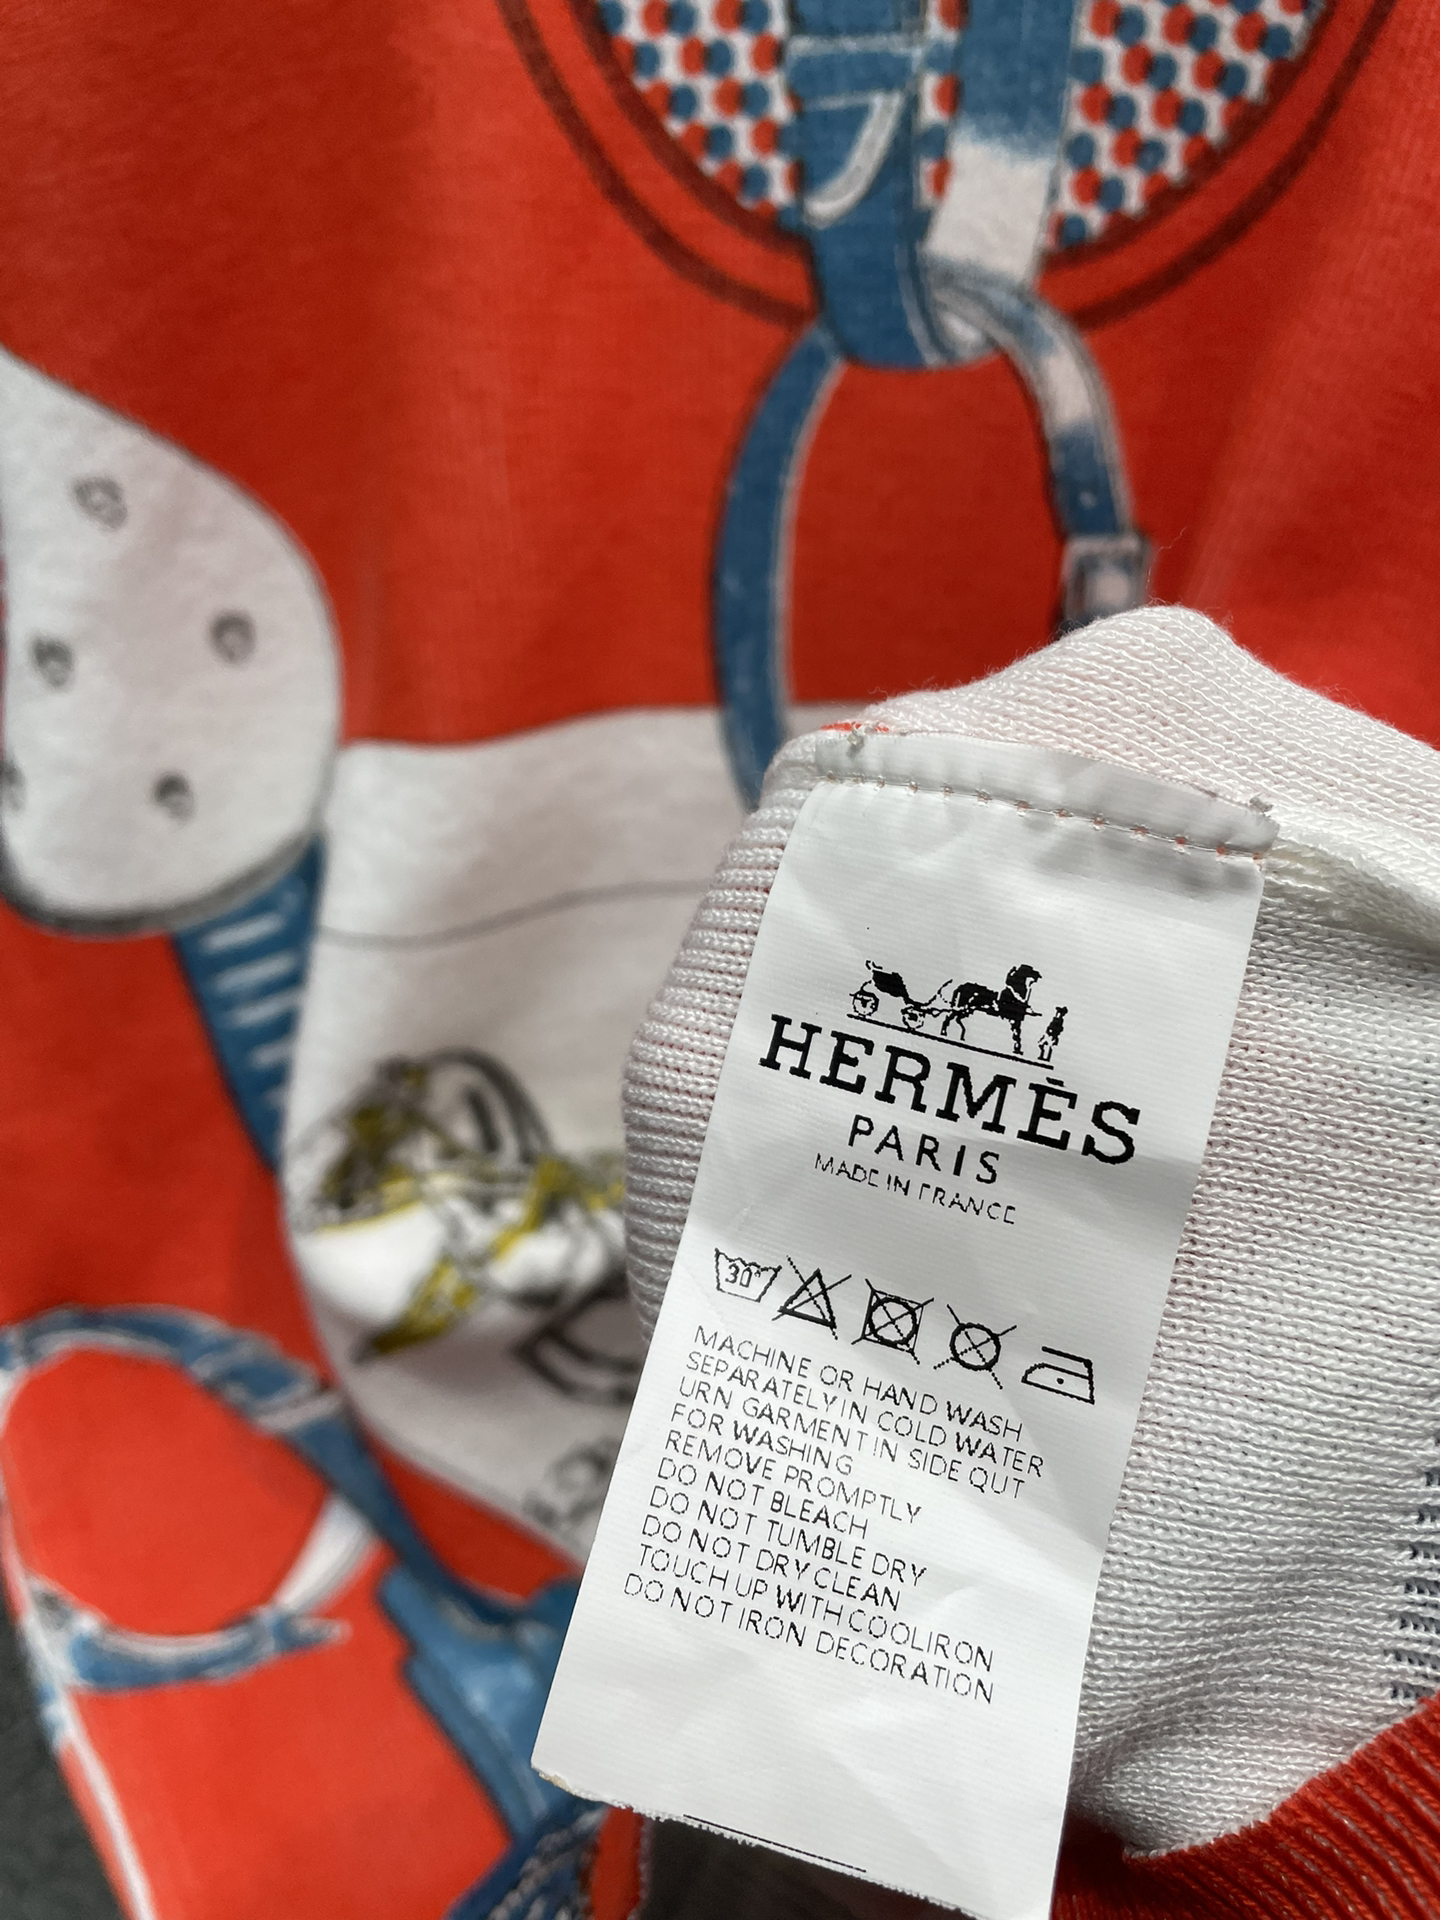 HERMĒS
PARIS
MADE IN FRANCE
30°
MACHINE OR HAND WASH
SEPARATELY IN COLD WATER
URN GARMENT IN SIDE QUT
FOR WASHING
REMOVE PROMPTLY
DO NOT BLEACH
DO NOT TUMBLE DRY
DO NOT DRY CLEAN
TOUCH UP WITH COOLIRON
DO NOT IRON DECORATION